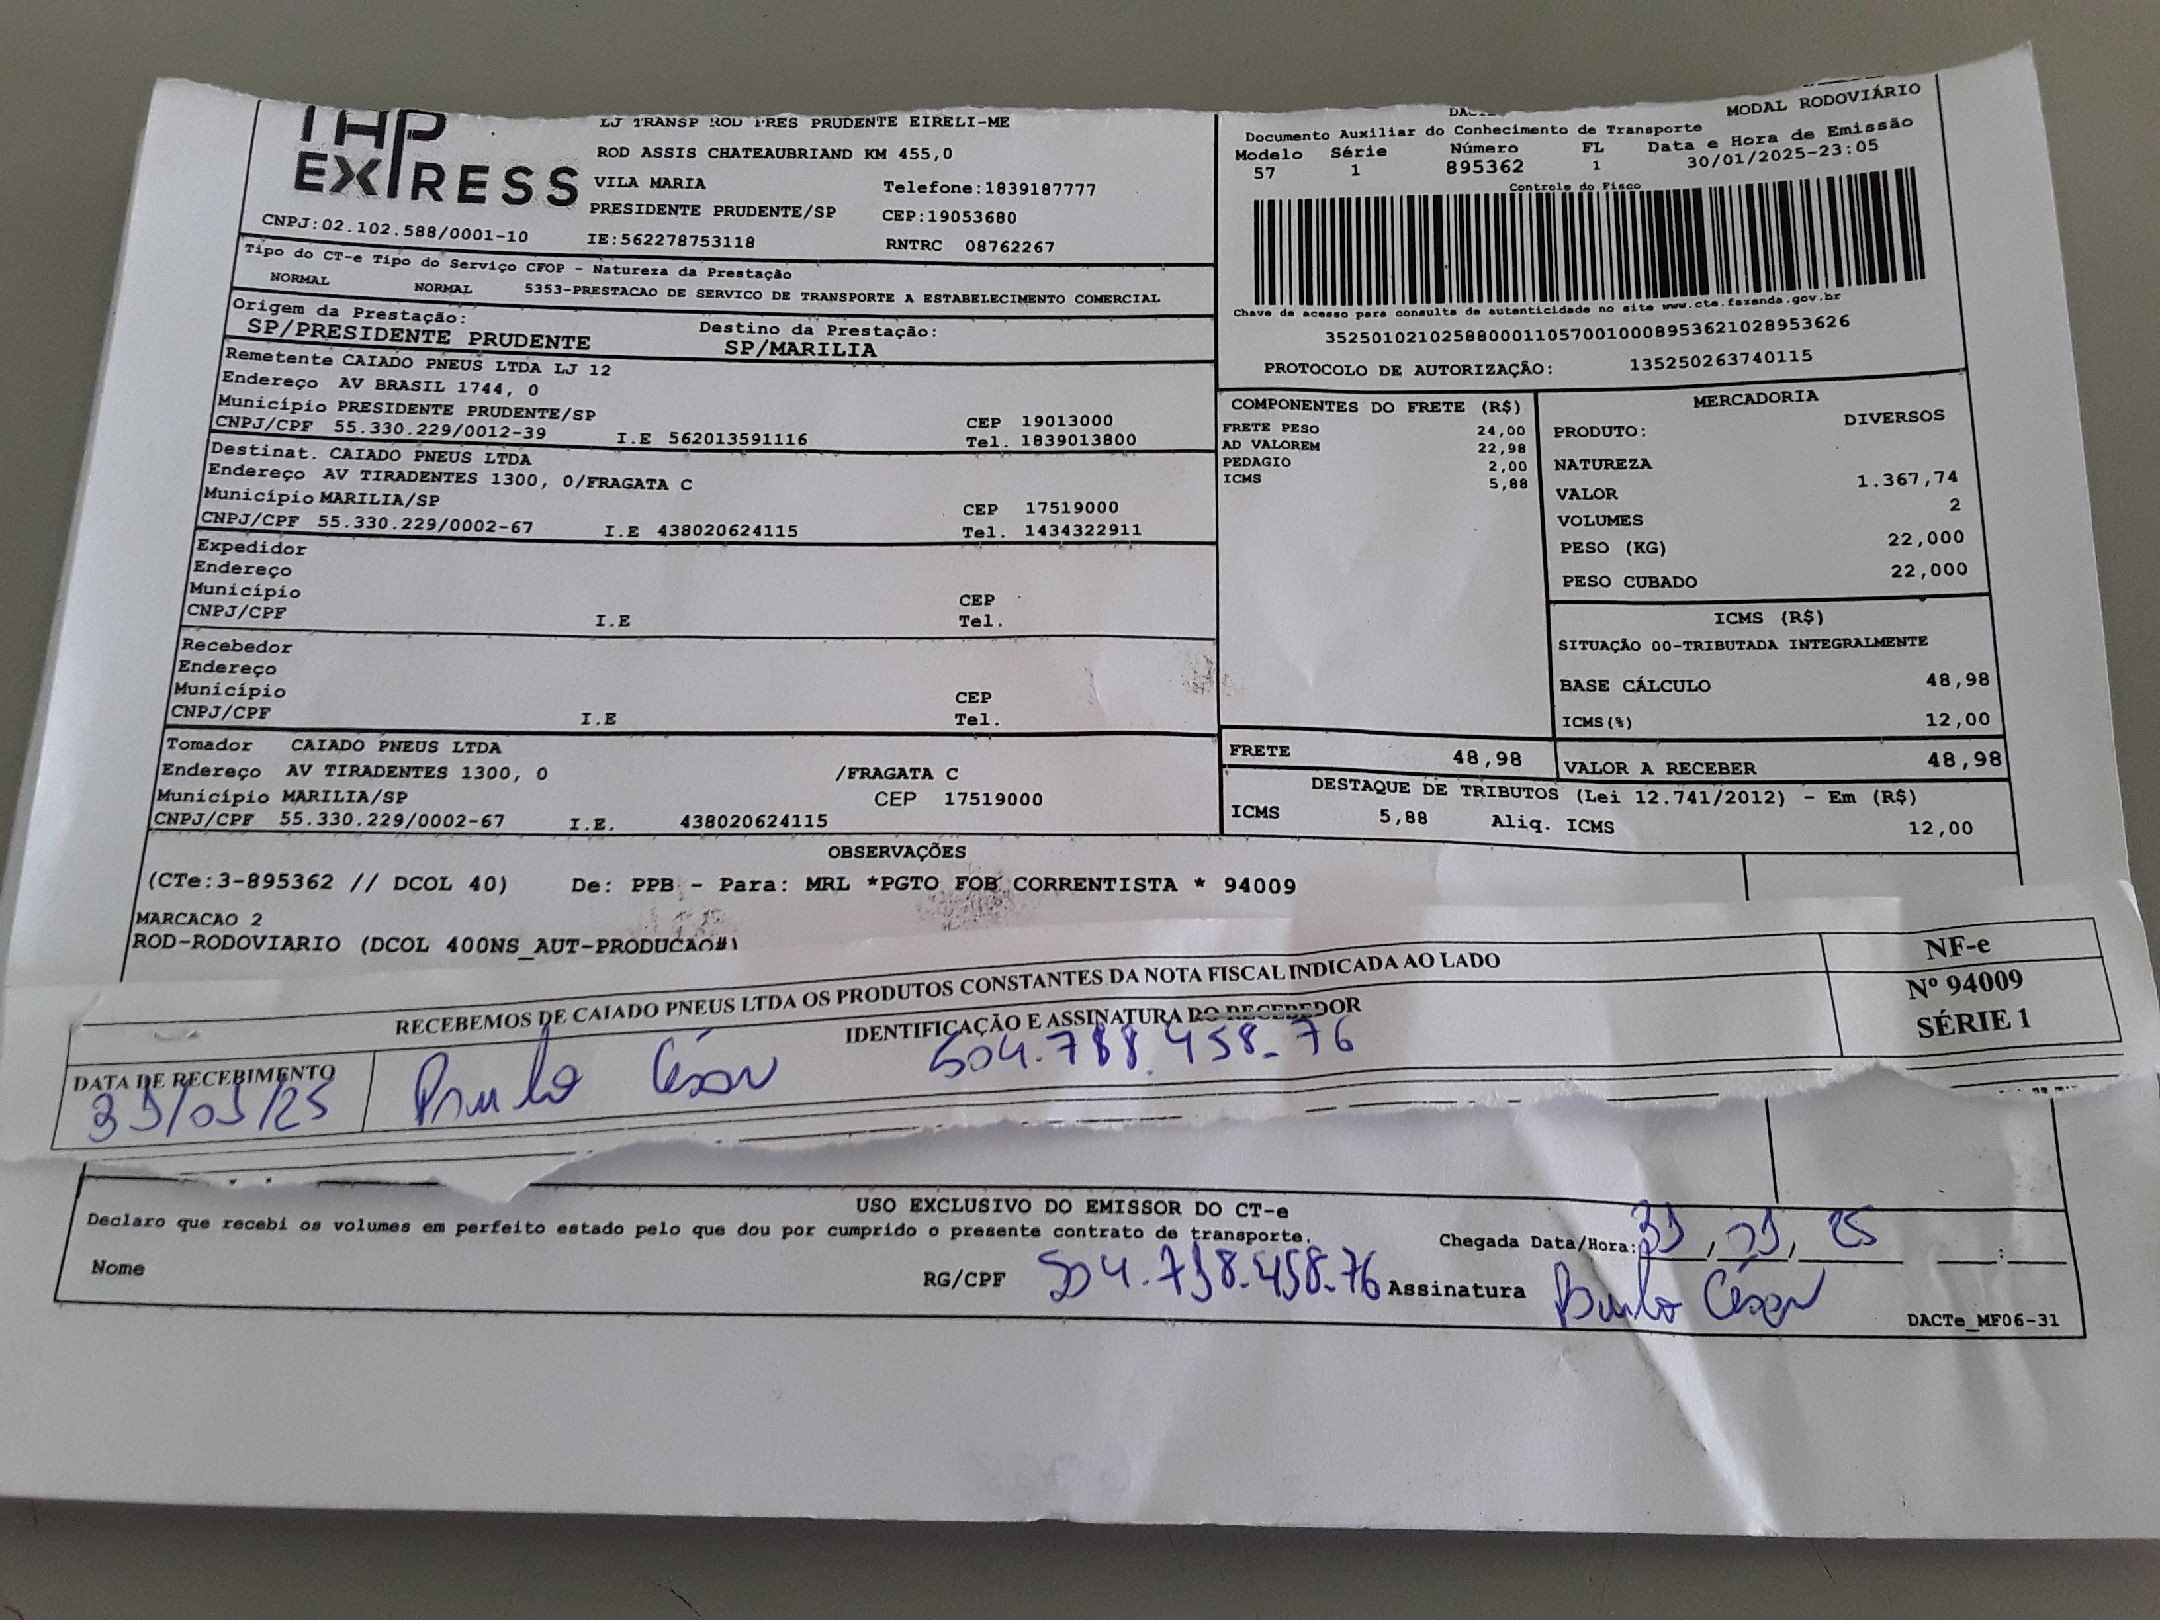 THP
EXPRESS
CNPJ:02.102.588/0001-10
LJ TRANSP ROD PRES PRUDENTE EIRELI-ME
ROD ASSIS CHATEAUBRIAND KM 455,0
VILA MARIA Telefone:1839187777
PRESIDENTE PRUDENTE/SP CEP:19053680
IE:562278753118 RNTRC 08762267
MODAL RODOVIÁRIO
Documento Auxiliar do Conhecimento de Transporte
Modelo Série Número FL Data e Hora de Emissão
57 1 895362 1 30/01/2025-23:05
Controle do Fisco
Chave de acesso para consulta de autenticidade no site www.cte.fazenda.gov.br
35250102102588000110570010008953621028953626
PROTOCOLO DE AUTORIZAÇÃO: 135250263740115
Tipo do CT-e Tipo do Serviço CFOP - Natureza da Prestação
NORMAL NORMAL 5353-PRESTACAO DE SERVICO DE TRANSPORTE A ESTABELECIMENTO COMERCIAL
Origem da Prestação: Destino da Prestação:
SP/PRESIDENTE PRUDENTE SP/MARILIA
Remetente CAIADO PNEUS LTDA LJ 12
Endereço AV BRASIL 1744, 0
Município PRESIDENTE PRUDENTE/SP CEP 19013000
CNPJ/CPF 55.330.229/0012-39 I.E 562013591116 Tel. 1839013800
Destinat. CAIADO PNEUS LTDA
Endereço AV TIRADENTES 1300, 0/FRAGATA C
Município MARILIA/SP CEP 17519000
CNPJ/CPF 55.330.229/0002-67 I.E 438020624115 Tel. 1434322911
Expedidor
Endereço
Município CEP
CNPJ/CPF I.E Tel.
Recebedor
Endereço
Município CEP
CNPJ/CPF I.E Tel.
Tomador CAIADO PNEUS LTDA
Endereço AV TIRADENTES 1300, 0 /FRAGATA C
Município MARILIA/SP CEP 17519000
CNPJ/CPF 55.330.229/0002-67 I.E. 438020624115
COMPONENTES DO FRETE (R$)
FRETE PESO 24,00
AD VALOREM 22,98
PEDAGIO 2,00
ICMS 5,88
MERCADORIA
PRODUTO: DIVERSOS
NATUREZA
VALOR 1.367,74
VOLUMES 2
PESO (KG) 22,000
PESO CUBADO 22,000
ICMS (R$)
SITUAÇÃO 00-TRIBUTADA INTEGRALMENTE
BASE CÁLCULO 48,98
ICMS(%) 12,00
FRETE 48,98 VALOR A RECEBER 48,98
DESTAQUE DE TRIBUTOS (Lei 12.741/2012) - Em (R$)
ICMS 5,88 Aliq. ICMS 12,00
OBSERVAÇÕES
(CTe:3-895362 // DCOL 40) De: PPB - Para: MRL *PGTO FOB CORRENTISTA * 94009
MARCACAO 2
ROD-RODOVIARIO (DCOL 400NS_AUT-PRODUCAO#)
RECEBEMOS DE CAIADO PNEUS LTDA OS PRODUTOS CONSTANTES DA NOTA FISCAL INDICADA AO LADO
NF-e
Nº 94009
SÉRIE 1
DATA DE RECEBIMENTO IDENTIFICAÇÃO E ASSINATURA DO RECEBEDOR
31/01/25 Paulo César 504.788.458-76
USO EXCLUSIVO DO EMISSOR DO CT-e
Declaro que recebi os volumes em perfeito estado pelo que dou por cumprido o presente contrato de transporte. Chegada Data/Hora: 31, 01, 25 :
Nome RG/CPF 504.738.458-76 Assinatura Paulo César
DACTe_MF06-31